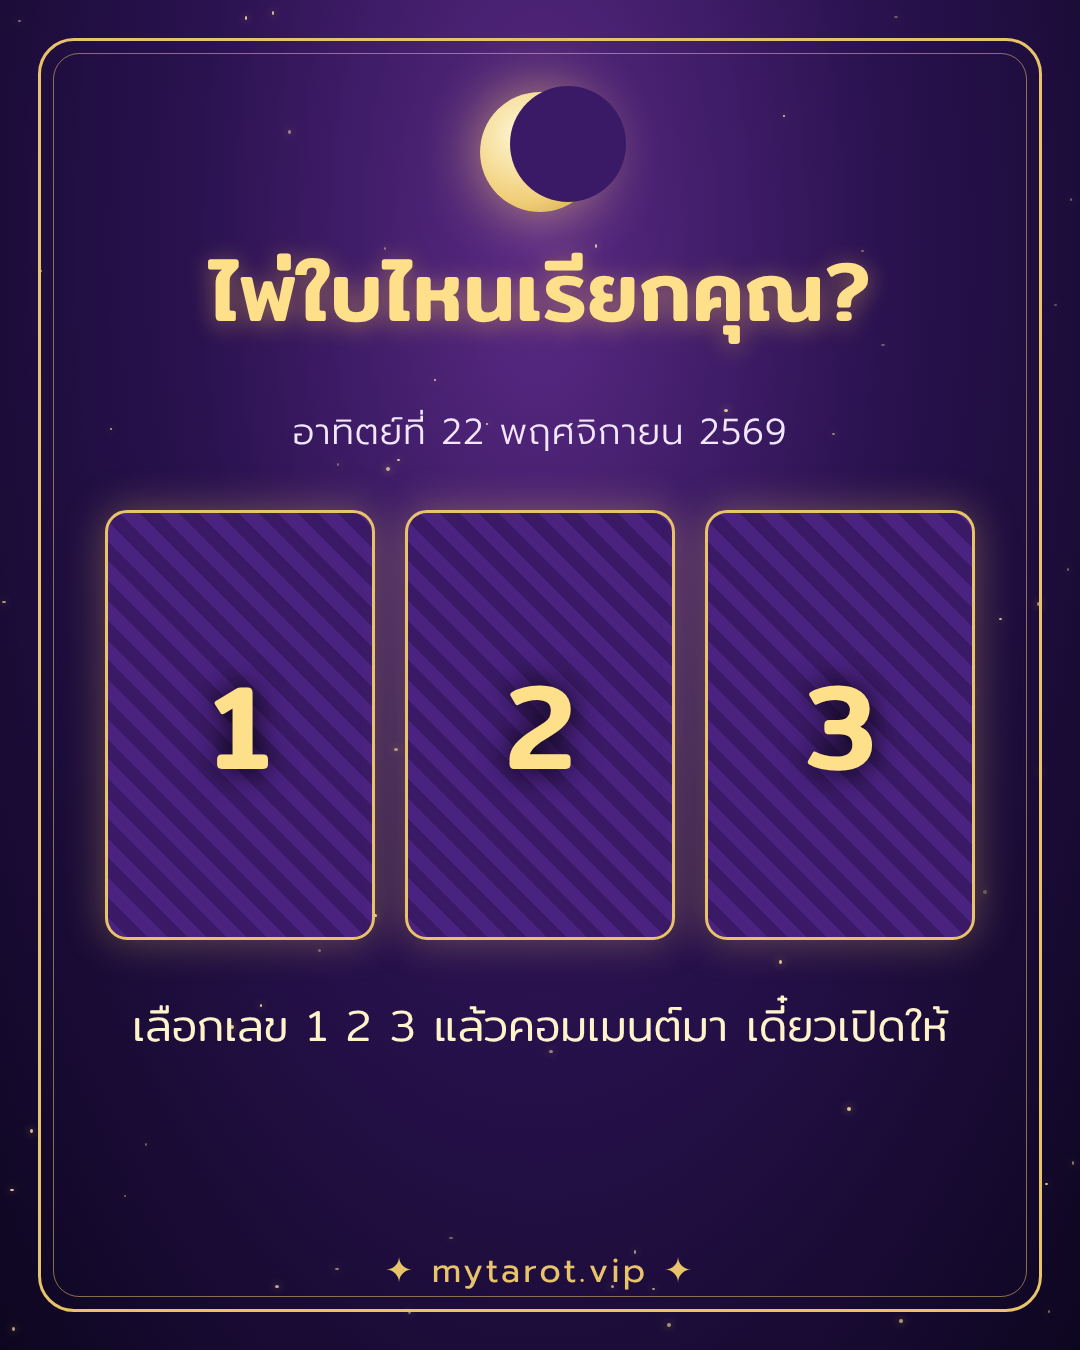 ไพ่ใบไหนเรียกคุณ?
อาทิตย์ที่ 22 พฤศจิกายน 2569
1 2 3
เลือกเลข 1 2 3 แล้วคอมเมนต์มา เดี๋ยวเปิดให้
✦ mytarot.vip ✦